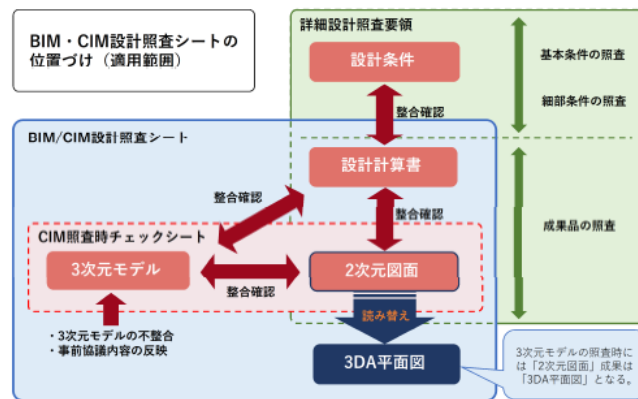 BIM・CIM設計照査シートの
位置づけ（適用範囲）
詳細設計照査要領
設計条件
基本条件の照査
細部条件の照査
整合確認
BIM/CIM設計照査シート
設計計算書
整合確認
整合確認
成果品の照査
CIM照査時チェックシート
3次元モデル
整合確認
2次元図面
・3次元モデルの不整合
・事前協議内容の反映
読み替え
3DA平面図
3次元モデルの照査時に
は「2次元図面」成果は
「3DA平面図」となる。